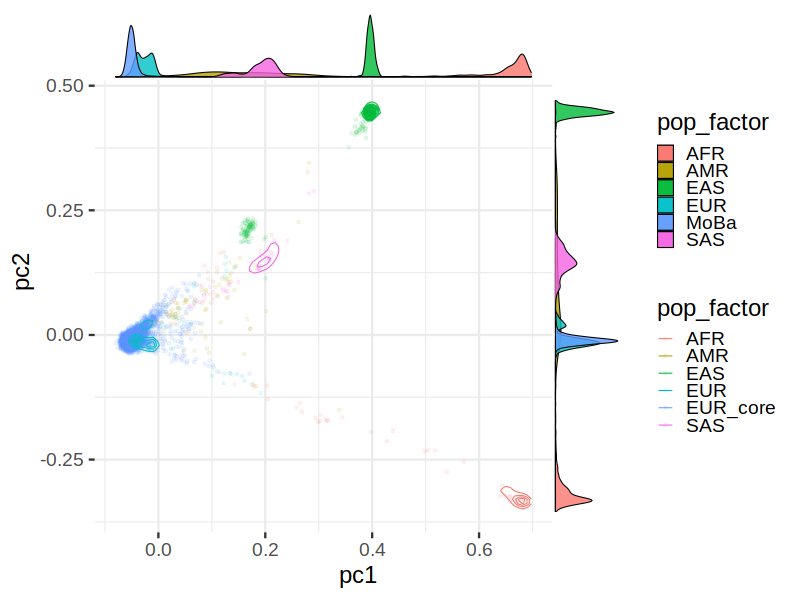 0.50
0.25
0.00
-0.25
pc2
0.0 0.2 0.4 0.6
pc1
pop_factor
AFR
AMR
EAS
EUR
MoBa
SAS
pop_factor
AFR
AMR
EAS
EUR
EUR_core
SAS